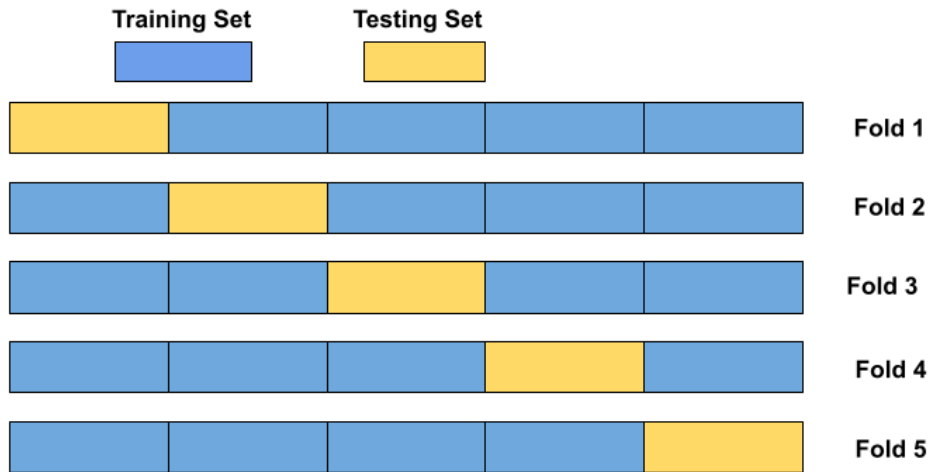 Training Set Testing Set
Fold 1
Fold 2
Fold 3
Fold 4
Fold 5